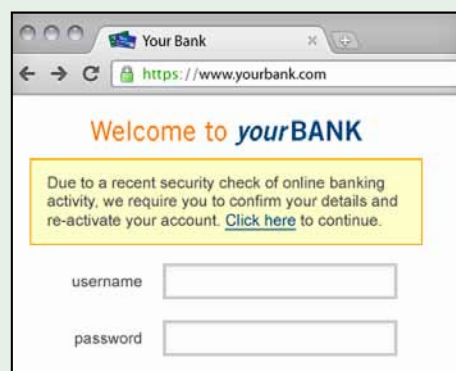 Your Bank
https://www.yourbank.com
Welcome to yourBANK
Due to a recent security check of online banking
activity, we require you to confirm your details and
re-activate your account. Click here to continue.
username
password